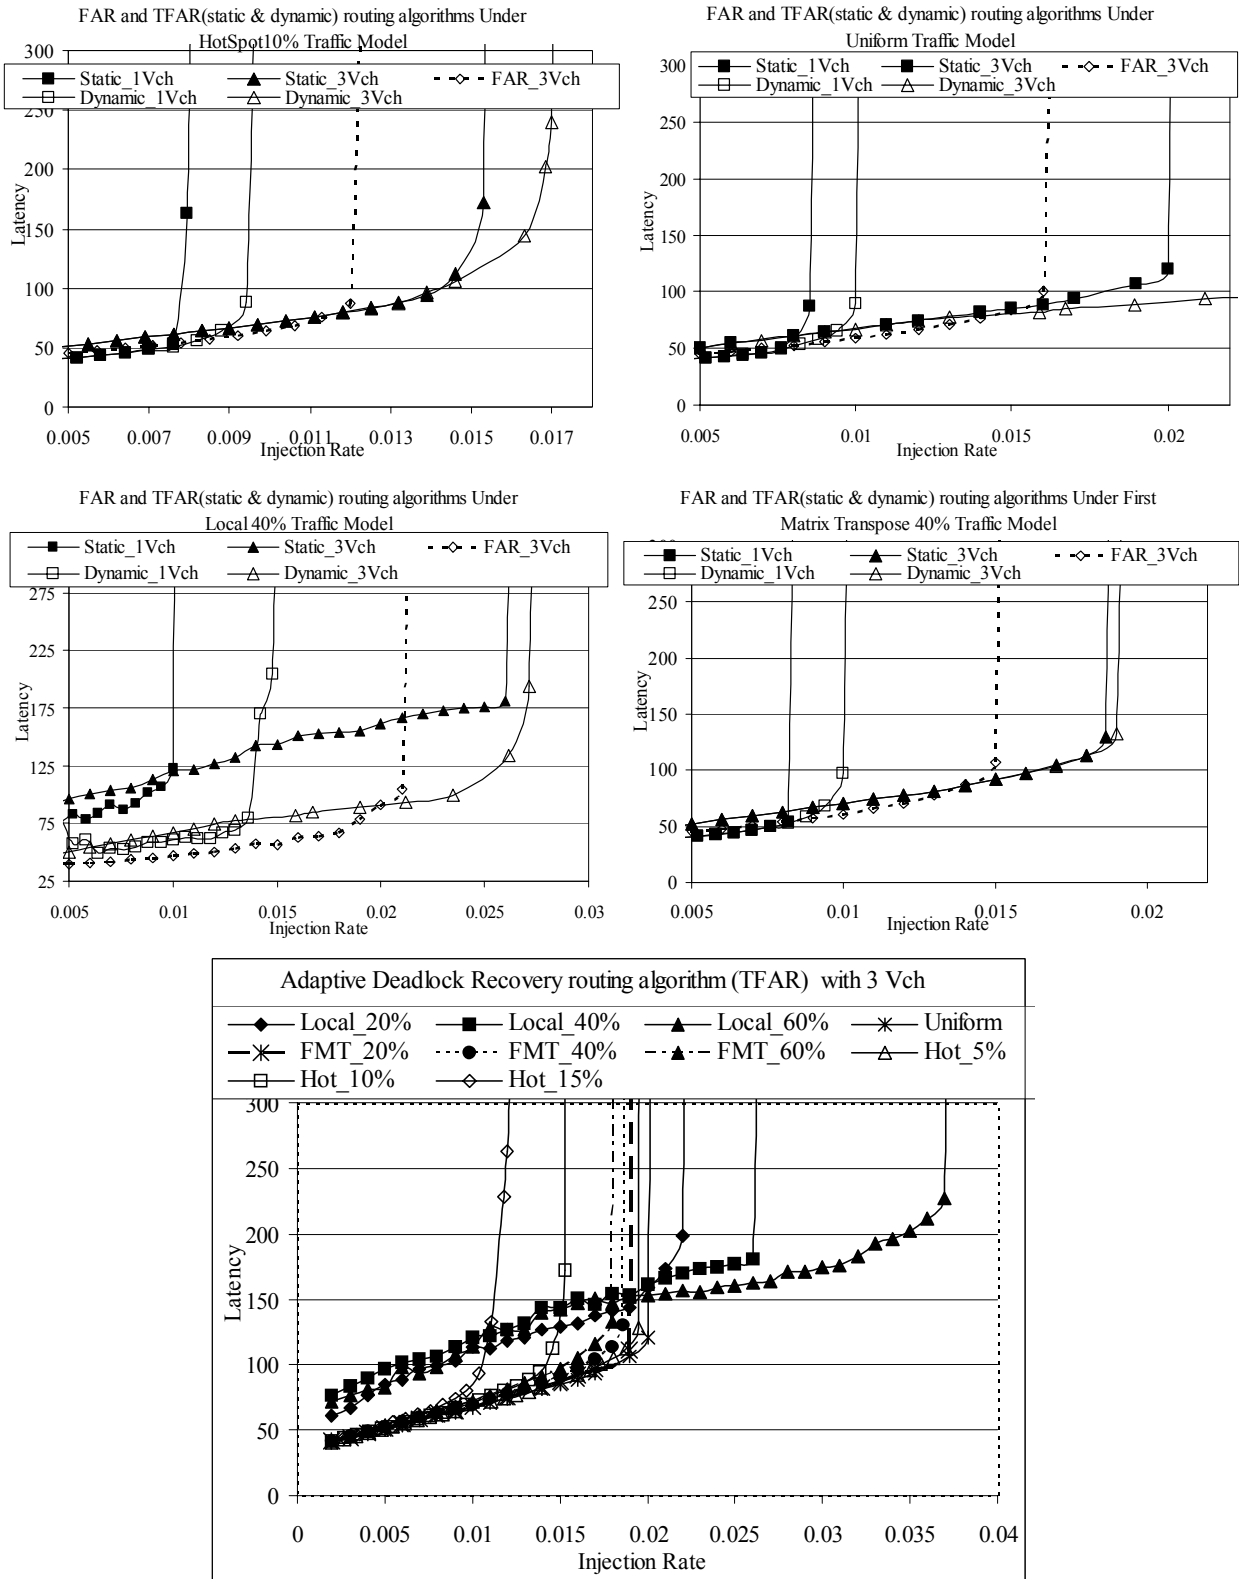 FAR and TFAR(static & dynamic) routing algorithms Under
HotSpot10% Traffic Model
300
Static_1Vch Static_3Vch FAR_3Vch
Dynamic_1Vch Dynamic_3Vch
250
200
150
100
50
0
Latency
0.005 0.007 0.009 0.011 0.013 0.015 0.017
Injection Rate
FAR and TFAR(static & dynamic) routing algorithms Under
Uniform Traffic Model
300
Static_1Vch Static_3Vch FAR_3Vch
Dynamic_1Vch Dynamic_3Vch
250
200
150
100
50
0
Latency
0.005 0.01 0.015 0.02
Injection Rate
FAR and TFAR(static & dynamic) routing algorithms Under
Local 40% Traffic Model
Static_1Vch Static_3Vch FAR_3Vch
Dynamic_1Vch Dynamic_3Vch
275
225
175
125
75
25
Latency
0.005 0.01 0.015 0.02 0.025 0.03
Injection Rate
FAR and TFAR(static & dynamic) routing algorithms Under First
Matrix Transpose 40% Traffic Model
Static_1Vch Static_3Vch FAR_3Vch
Dynamic_1Vch Dynamic_3Vch
250
200
150
100
50
0
Latency
0.005 0.01 0.015 0.02
Injection Rate
Adaptive Deadlock Recovery routing algorithm (TFAR) with 3 Vch
Local_20% Local_40% Local_60% Uniform
FMT_20% FMT_40% FMT_60% Hot_5%
Hot_10% Hot_15%
300
250
200
150
100
50
0
Latency
0 0.005 0.01 0.015 0.02 0.025 0.03 0.035 0.04
Injection Rate